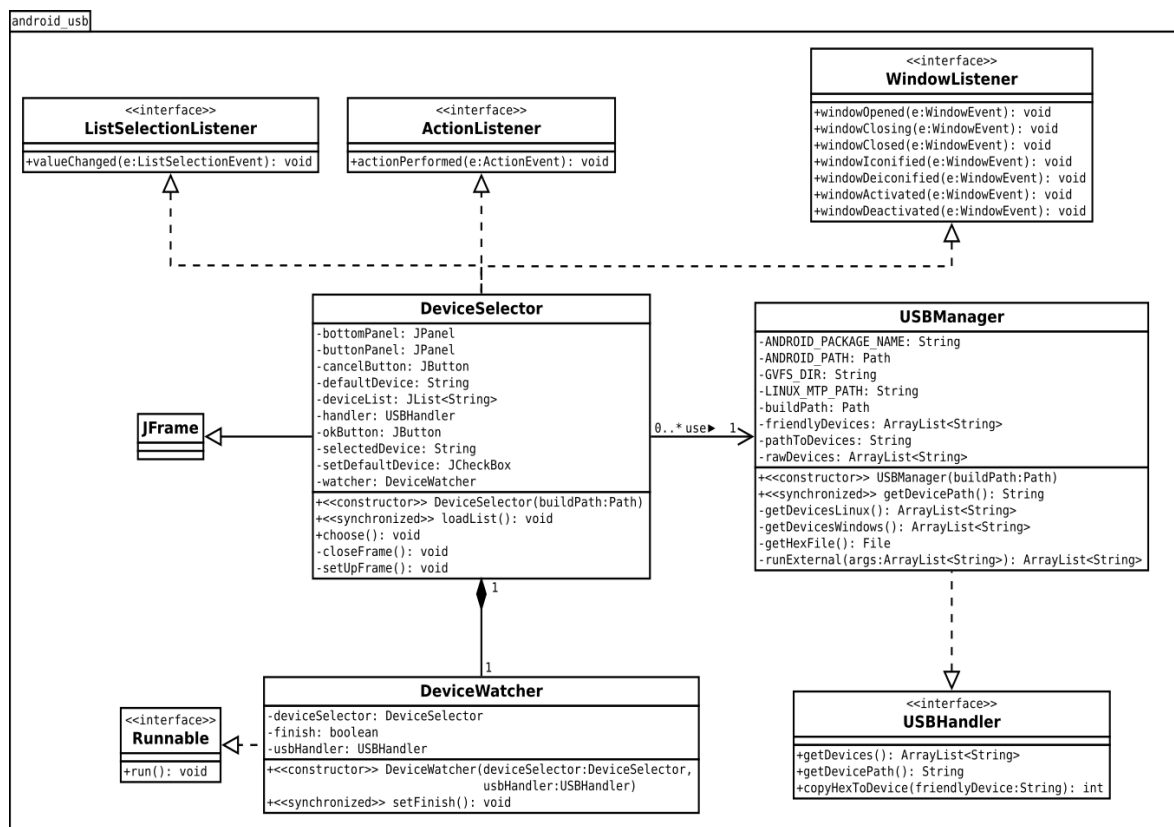 android_usb
<<interface>>
WindowListener
+windowOpened(e:WindowEvent): void
+windowClosing(e:WindowEvent): void
+windowClosed(e:WindowEvent): void
+windowIconified(e:WindowEvent): void
+windowDeiconified(e:WindowEvent): void
+windowActivated(e:WindowEvent): void
+windowDeactivated(e:WindowEvent): void
<<interface>>
ListSelectionListener
+valueChanged(e:ListSelectionEvent): void
<<interface>>
ActionListener
+actionPerformed(e:ActionEvent): void
DeviceSelector
-bottomPanel: JPanel
-buttonPanel: JPanel
-cancelButton: JButton
-defaultDevice: String
-deviceList: JList<String>
-handler: USBHandler
-okButton: JButton
-selectedDevice: String
-setDefaultDevice: JCheckBox
-watcher: DeviceWatcher
+<<constructor>> DeviceSelector(buildPath:Path)
+<<synchronized>> loadList(): void
+choose(): void
-closeFrame(): void
-setUpFrame(): void
JFrame
0..* use▶ 1
USBManager
-ANDROID_PACKAGE_NAME: String
-ANDROID_PATH: Path
-GVFS_DIR: String
-LINUX_MTP_PATH: String
-buildPath: Path
-friendlyDevices: ArrayList<String>
-pathToDevices: String
-rawDevices: ArrayList<String>
+<<constructor>> USBManager(buildPath:Path)
+<<synchronized>> getDevicePath(): String
-getDevicesLinux(): ArrayList<String>
-getDevicesWindows(): ArrayList<String>
-getHexFile(): File
-runExternal(args:ArrayList<String>): ArrayList<String>
1
1
DeviceWatcher
-deviceSelector: DeviceSelector
-finish: boolean
-usbHandler: USBHandler
+<<constructor>> DeviceWatcher(deviceSelector:DeviceSelector,
usbHandler:USBHandler)
+<<synchronized>> setFinish(): void
<<interface>>
Runnable
+run(): void
<<interface>>
USBHandler
+getDevices(): ArrayList<String>
+getDevicePath(): String
+copyHexToDevice(friendlyDevice:String): int